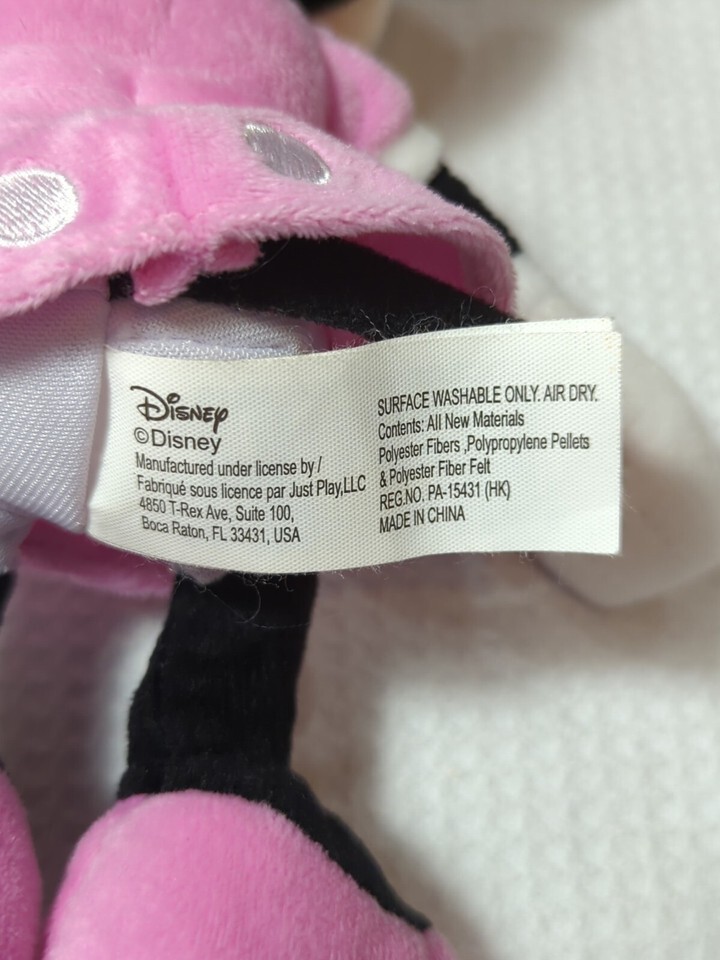 Disney
©Disney
Manufactured under license by /
Fabriqué sous licence par Just Play,LLC
4850 T-Rex Ave, Suite 100,
Boca Raton, FL 33431, USA
SURFACE WASHABLE ONLY. AIR DRY.
Contents: All New Materials
Polyester Fibers ,Polypropylene Pellets
& Polyester Fiber Felt
REG.NO. PA-15431 (HK)
MADE IN CHINA